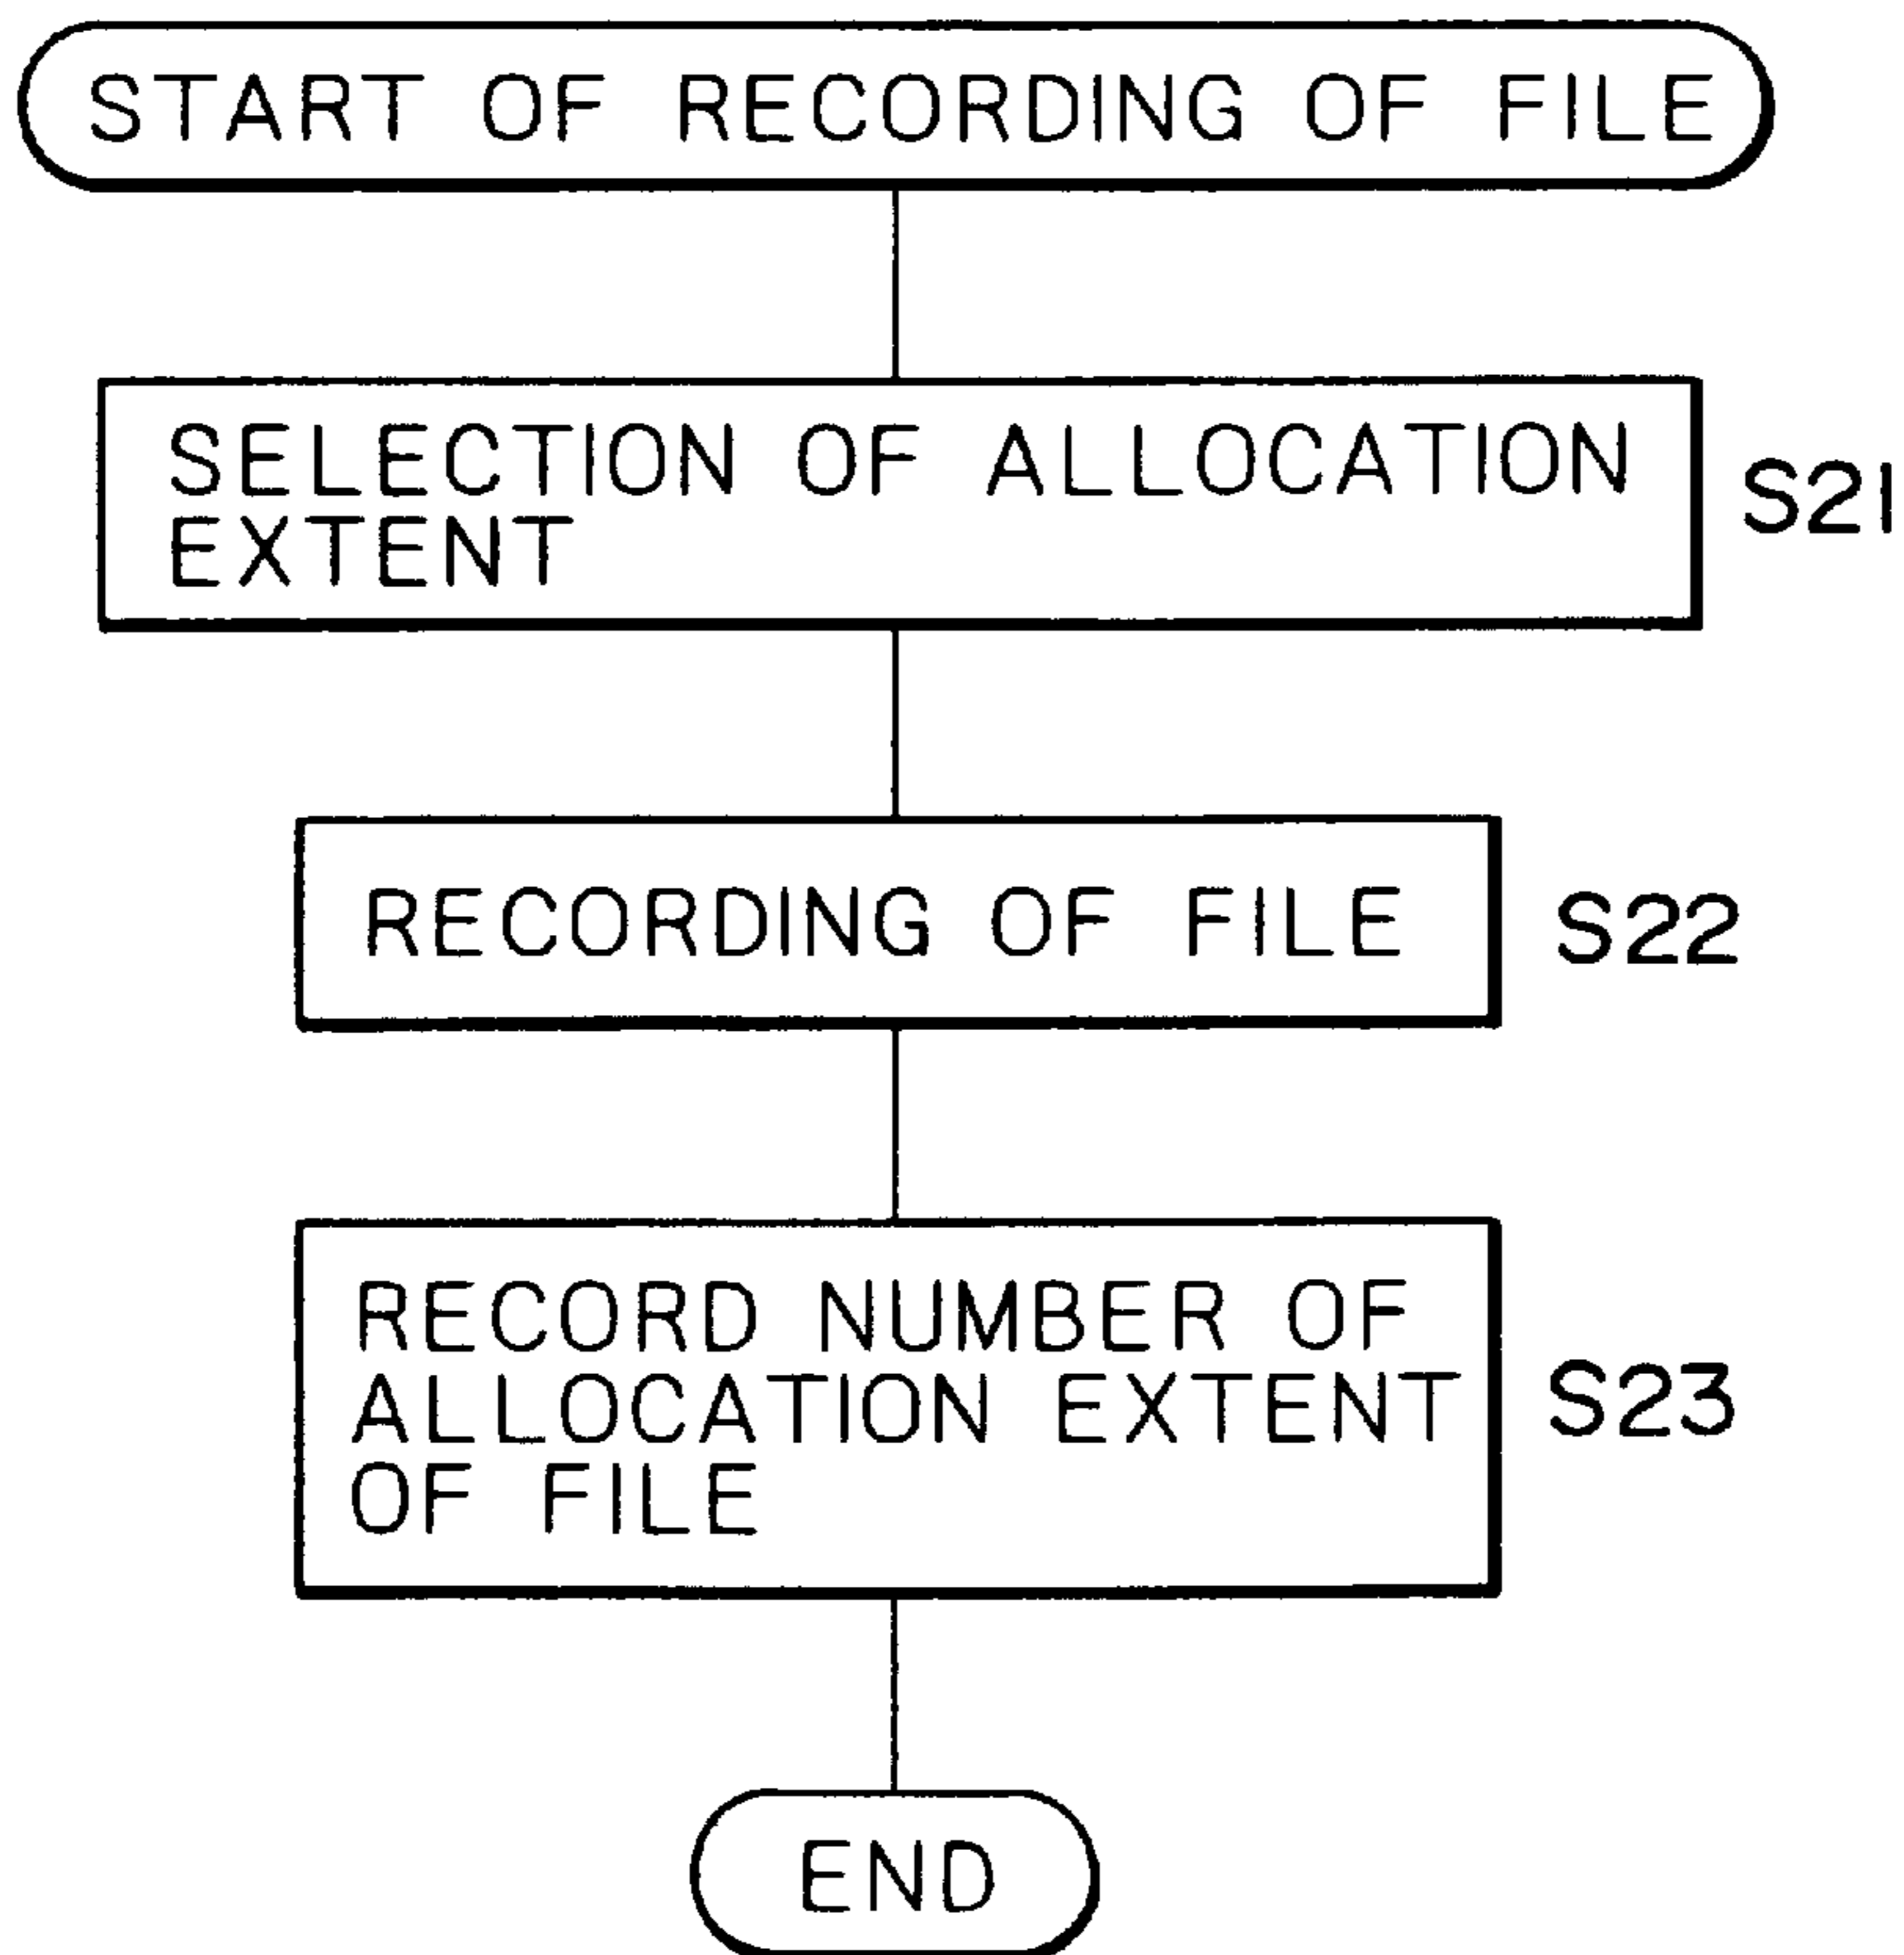 START OF RECORDING OF FILE
SELECTION OF ALLOCATION
EXTENT
S21
RECORDING OF FILE
S22
RECORD NUMBER OF
ALLOCATION EXTENT
OF FILE
S23
END